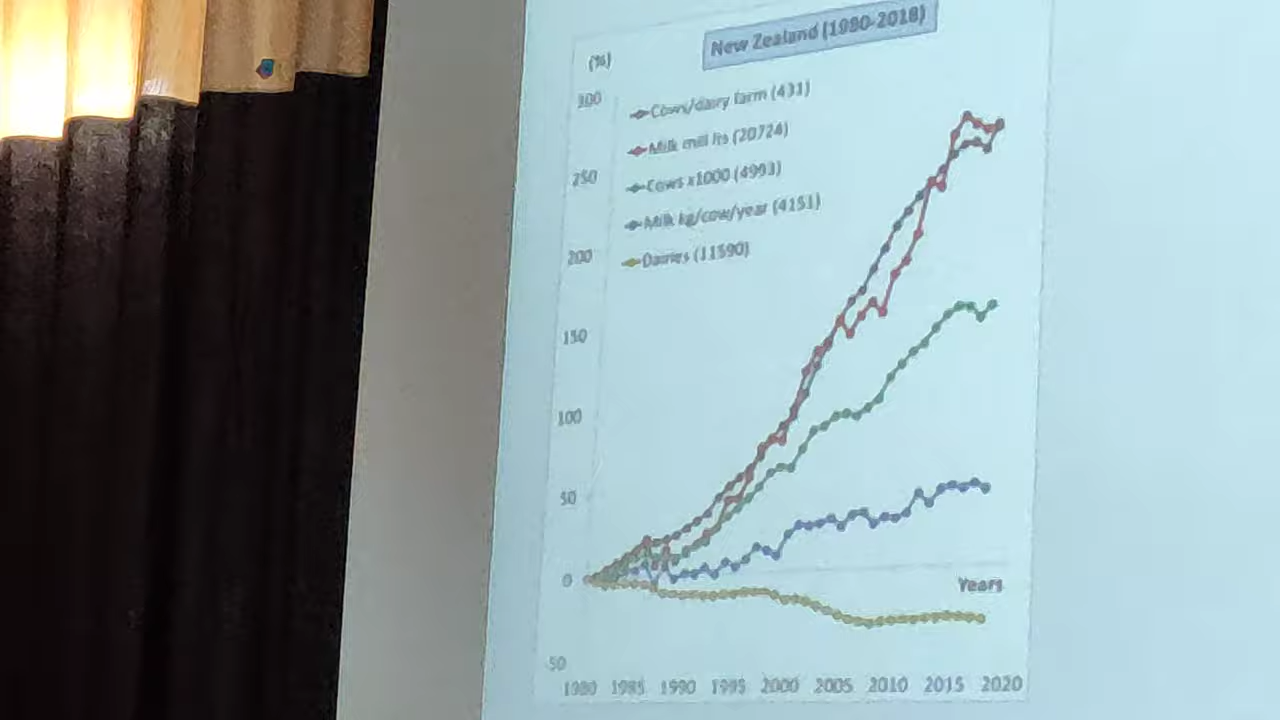 New Zealand (1980-2018)
(%)
300
Cows/dairy farm (431)
Milk mill lts (20724)
250
Cows x1000 (4993)
Milk kg/cow/year (4151)
200
Dairies (11590)
150
100
50
0
Years
50
1980 1985 1990 1995 2000 2005 2010 2015 2020